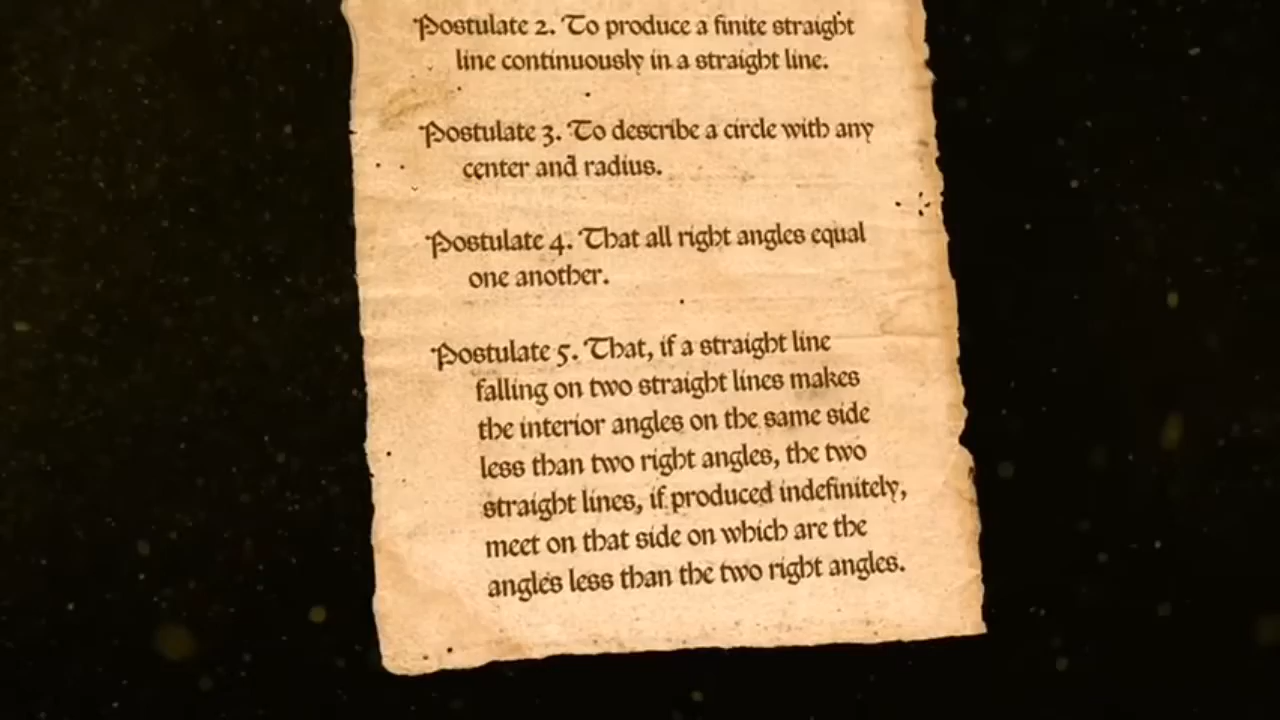 Postulate 2. To produce a finite straight
line continuously in a straight line.
Postulate 3. To describe a circle with any
center and radius.
Postulate 4. That all right angles equal
one another.
Postulate 5. That, if a straight line
falling on two straight lines makes
the interior angles on the same side
less than two right angles, the two
straight lines, if produced indefinitely,
meet on that side on which are the
angles less than the two right angles.